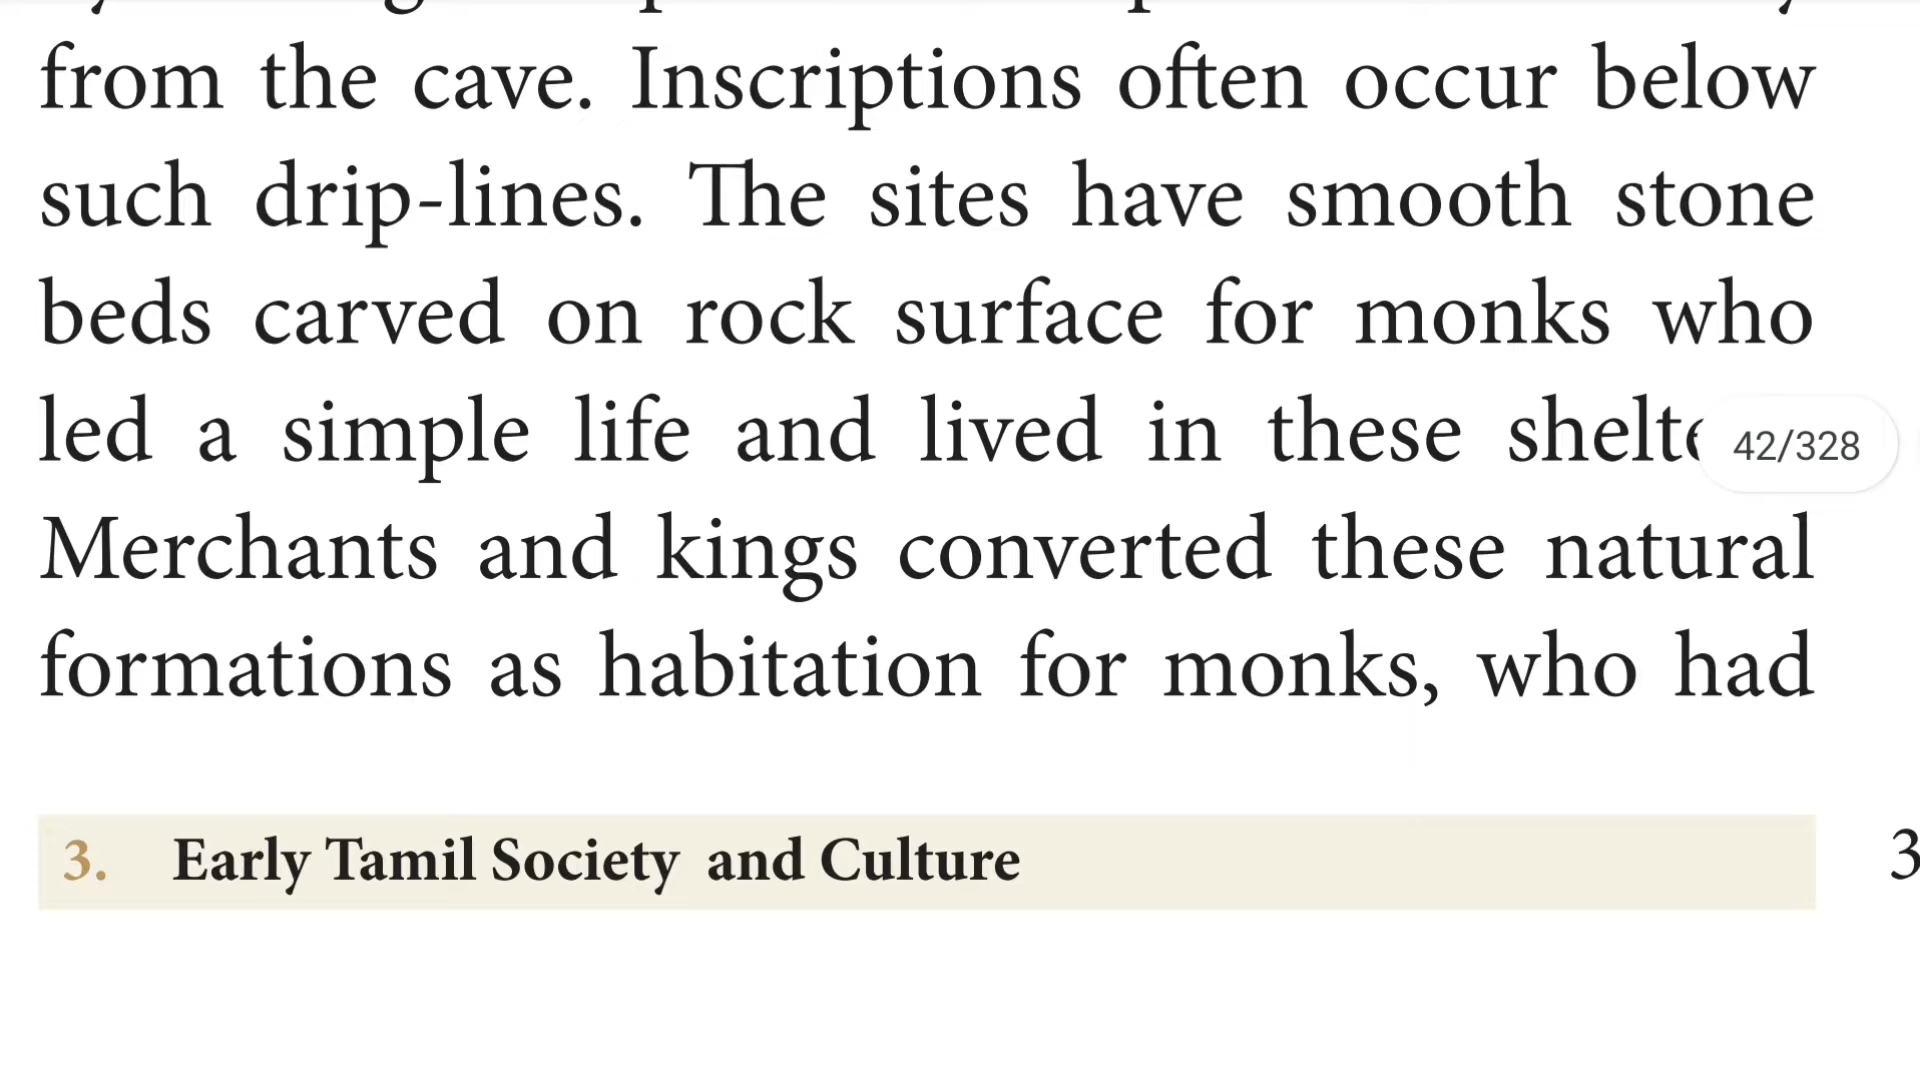 from the cave. Inscriptions often occur below
such drip-lines. The sites have smooth stone
beds carved on rock surface for monks who
led a simple life and lived in these
42/328
Merchants and kings converted these natural
formations as habitation for monks, who had
3. Early Tamil Society and Culture
3